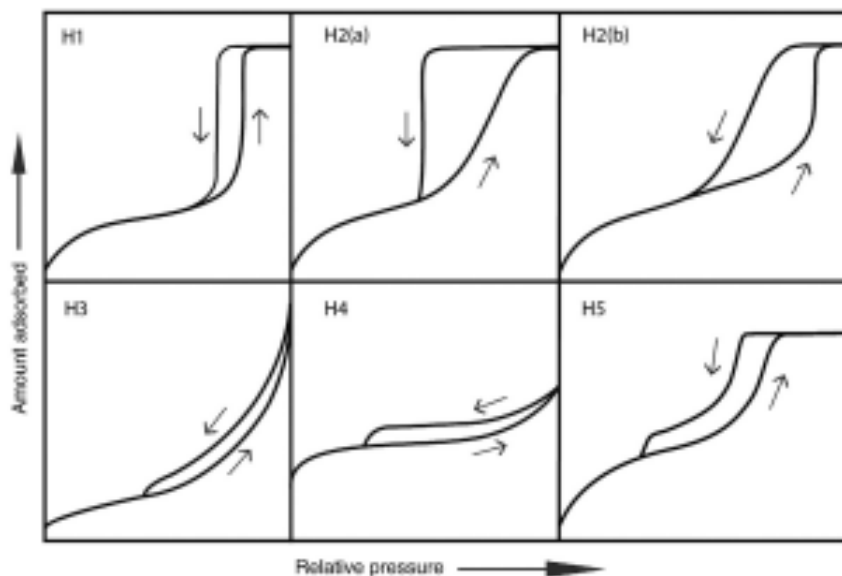 H1
H2(a)
H2(b)
H3
H4
H5
Amount adsorbed
Relative pressure